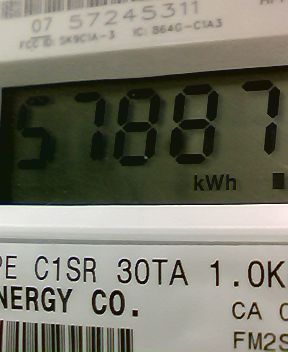 07 57245311
FCC ID: SK9C1A-3 IC: 864G-C1A3
57887
kWh
PE C1SR 30TA 1.0K
NERGY CO.
CA 0
FM2S